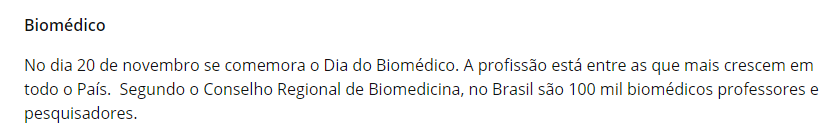 Biomédico
No dia 20 de novembro se comemora o Dia do Biomédico. A profissão está entre as que mais crescem em
todo o País.  Segundo o Conselho Regional de Biomedicina, no Brasil são 100 mil biomédicos professores e
pesquisadores.